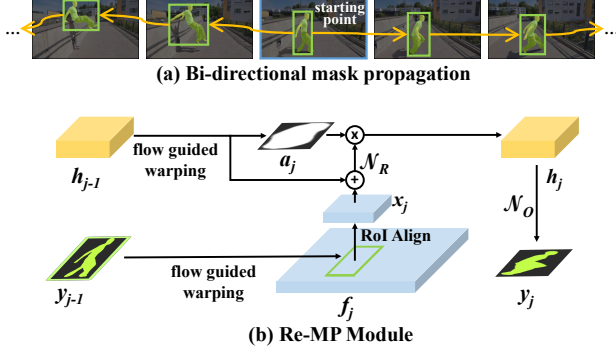 ... starting
point ...
(a) Bi-directional mask propagation
h_{j-1}
flow guided
warping
a_j
x
N_R
+
x_j
RoI Align
h_j
N_O
y_{j-1}
flow guided
warping
f_j
y_j
(b) Re-MP Module